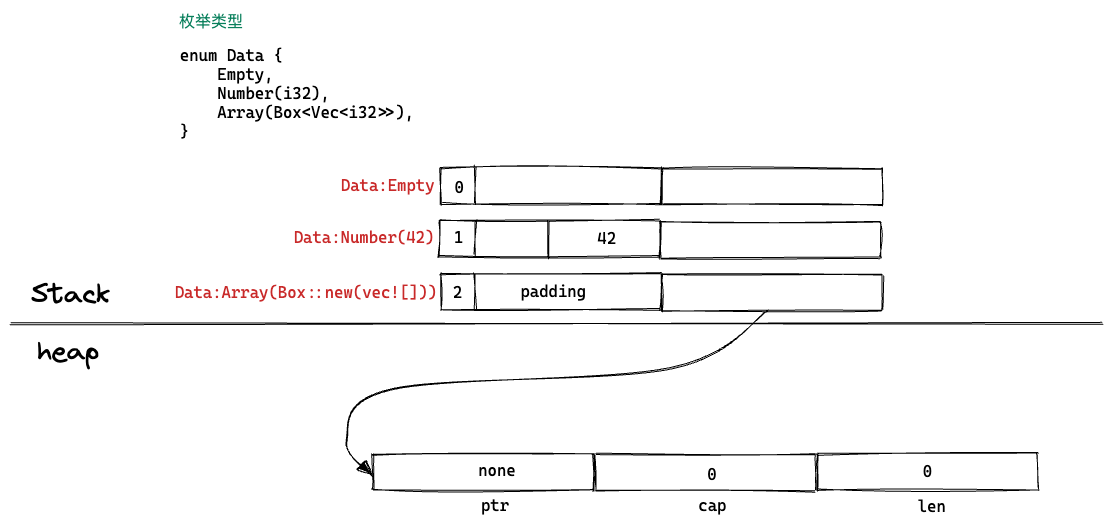 枚举类型
enum Data {
    Empty,
    Number(i32),
    Array(Box<Vec<i32>>),
}
Data:Empty 0
Data:Number(42) 1 42
Stack Data:Array(Box::new(vec![])) 2 padding
heap
none 0 0
ptr cap len